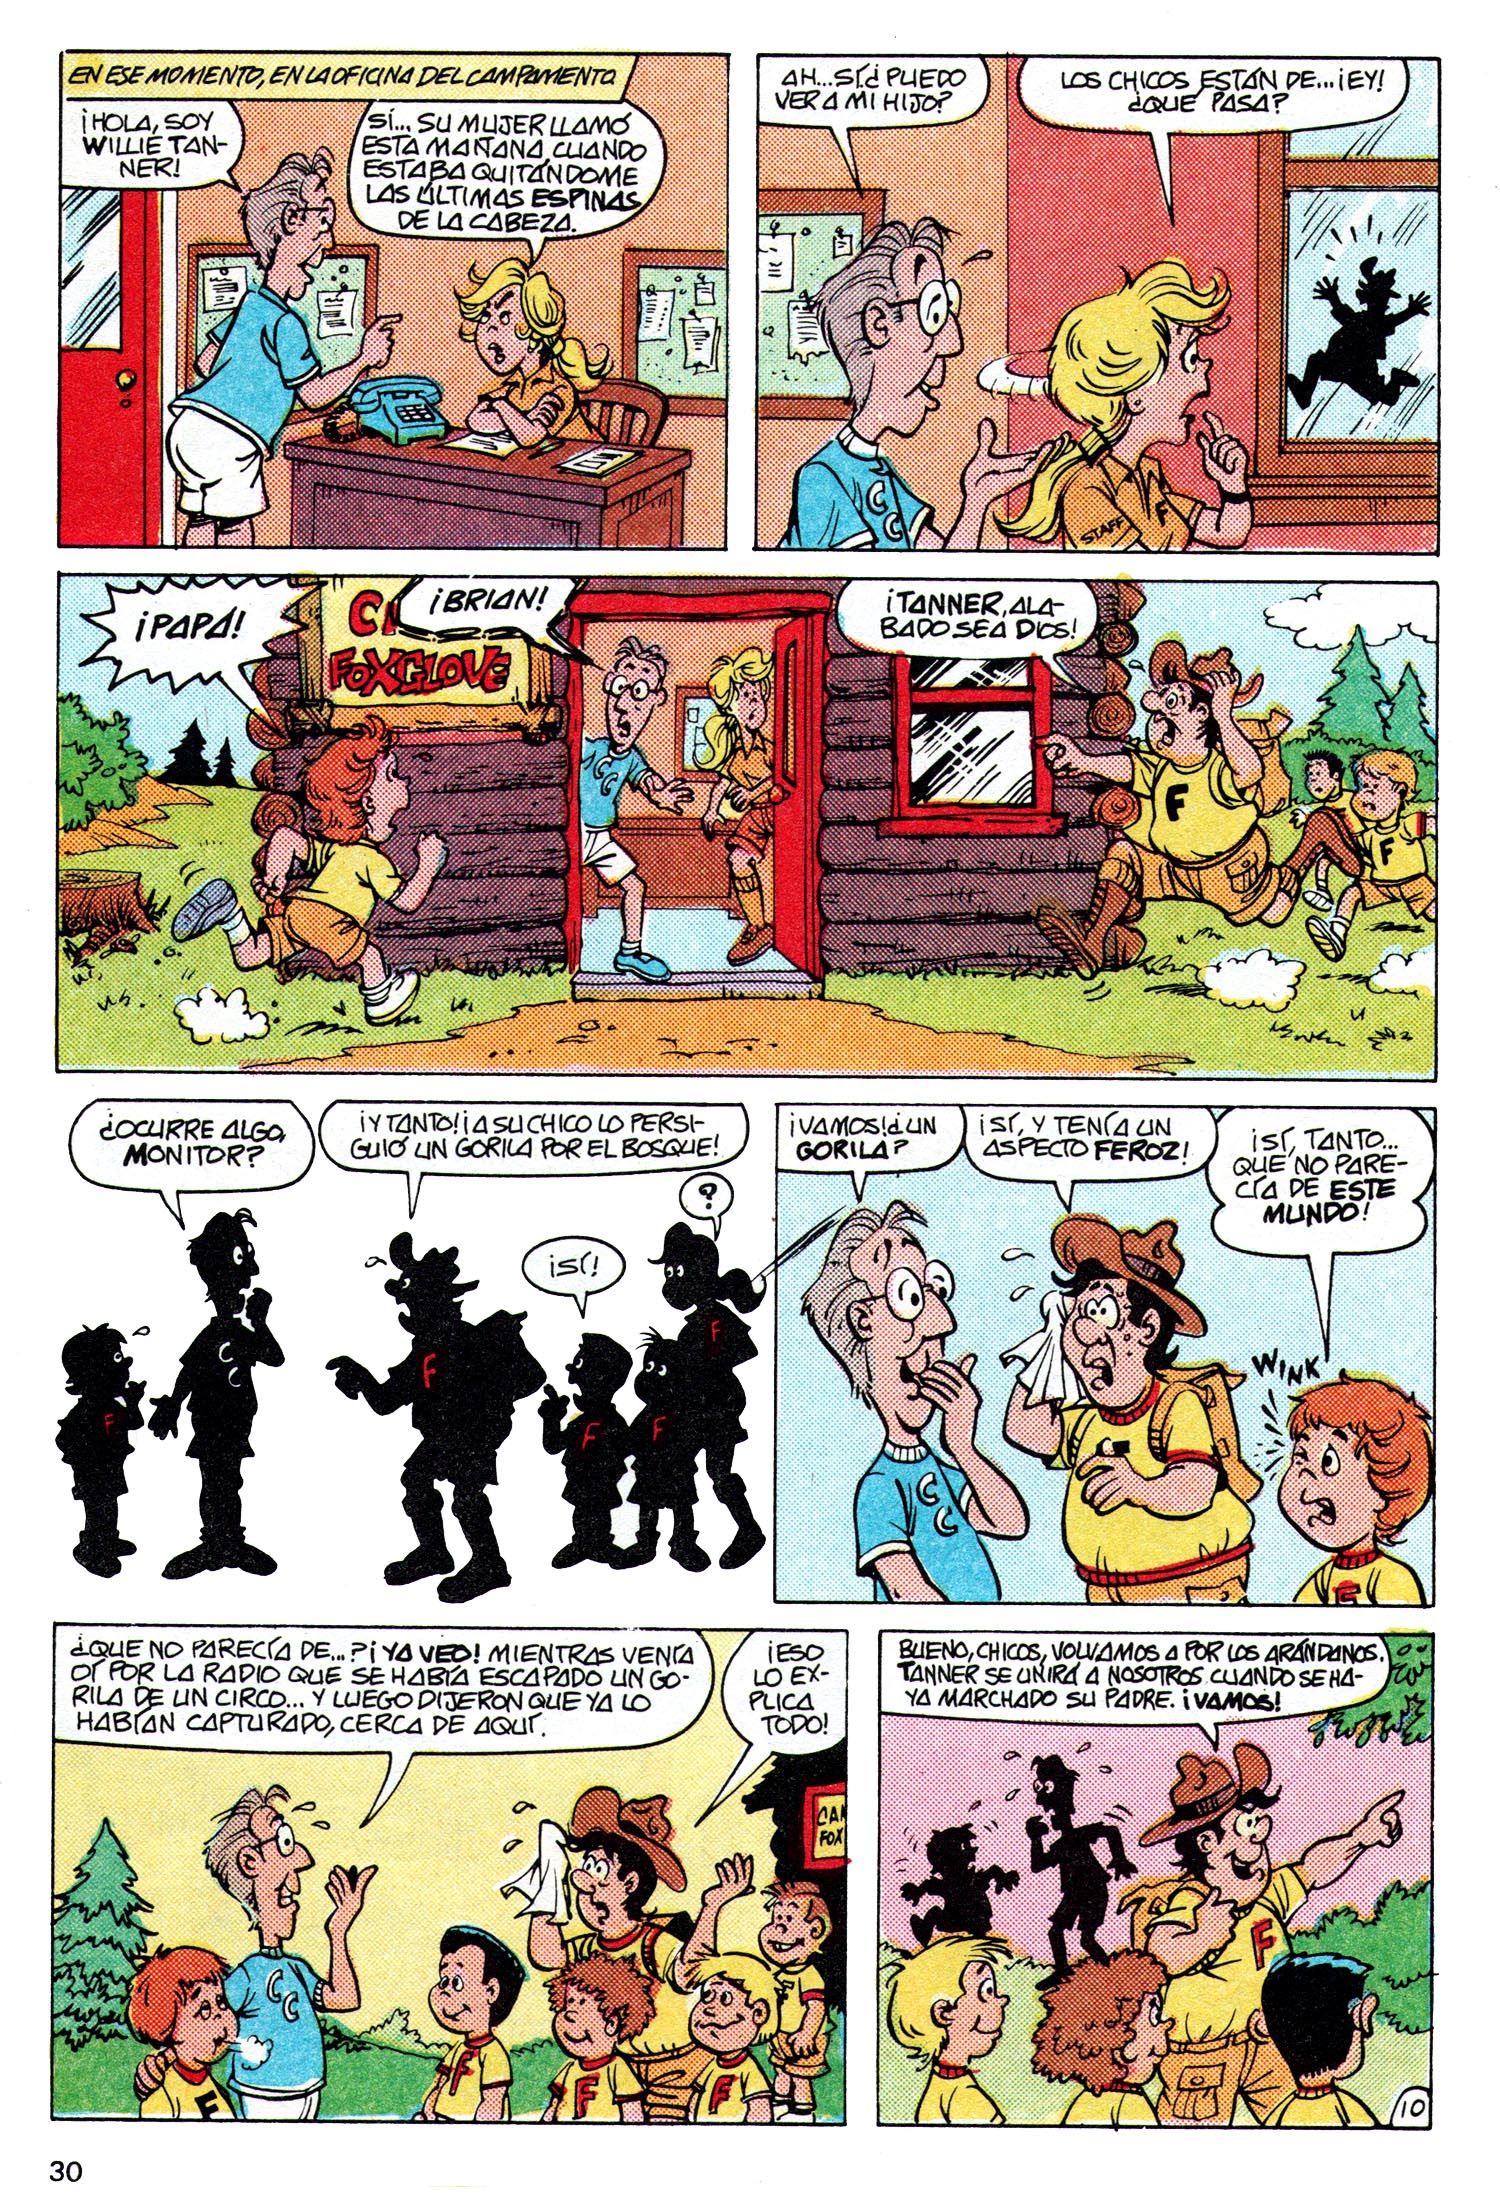 EN ESE MOMENTO, EN LA OFICINA DEL CAMPAMENTO
¡HOLA, SOY
WILLIE TAN-
NER!
SÍ... SU MUJER LLAMÓ
ESTA MAÑANA, CUANDO
ESTABA QUITÁNDOME
LAS ÚLTIMAS ESPINAS
DE LA CABEZA.
AH... SÍ. ¿PUEDO
VER A MI HIJO?
LOS CHICOS ESTÁN DE... ¡EY!
¿QUÉ PASA?
CC
STAFF
F
¡PAPÁ!
¡BRIAN!
¡TANNER, ALA-
BADO SEA DIOS!
FOXGLOVE
CC
F
F
¿OCURRE ALGO,
MONITOR?
¡Y TANTO! ¡A SU CHICO LO PERSI-
GUIÓ UN GORILA POR EL BOSQUE!
¡SÍ!
?
F
CC
F
F
F
F
¡VAMOS! ¿UN
GORILA?
¡SÍ, Y TENÍA UN
ASPECTO FEROZ!
¡SÍ, TANTO...
QUE NO PARE-
CÍA DE ESTE
MUNDO!
WINK
CC
F
¿QUE NO PARECÍA DE...? ¡YA VEO! MIENTRAS VENÍA
OÍ POR LA RADIO QUE SE HABÍA ESCAPADO UN GO-
RILA DE UN CIRCO... Y LUEGO DIJERON QUE YA LO
HABÍAN CAPTURADO, CERCA DE AQUÍ.
¡ESO
LO EX-
PLICA
TODO!
CAM
FOX
F
CC
F
F
F
BUENO, CHICOS, VOLVAMOS A POR LOS ARÁNDANOS.
TANNER SE UNIRÁ A NOSOTROS CUANDO SE HA-
YA MARCHADO SU PADRE. ¡VAMOS!
F
10
30